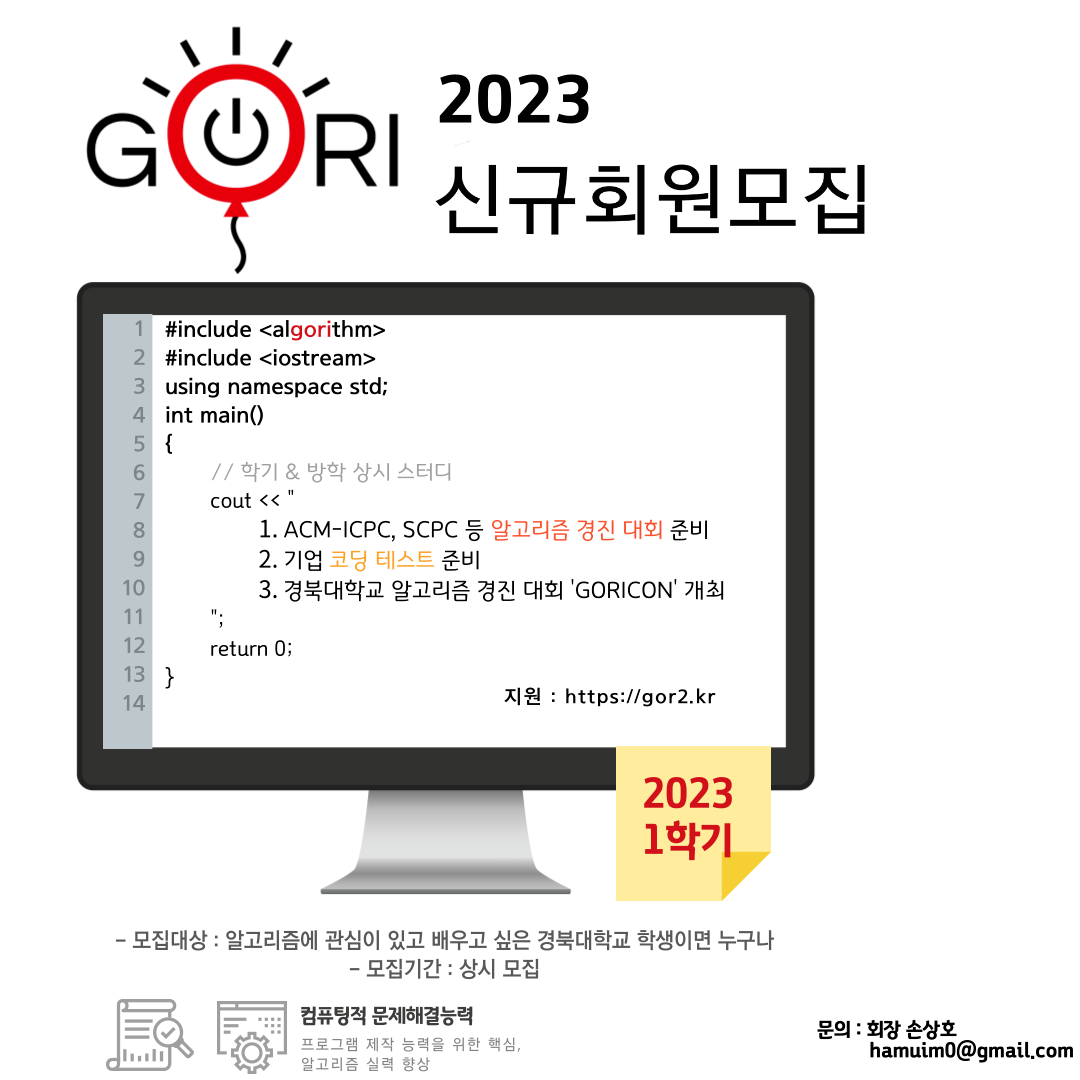 GORI
2023
신규회원모집
1 #include <algorithm>
2 #include <iostream>
3 using namespace std;
4 int main()
5 {
6 // 학기 & 방학 상시 스터디
7 cout << "
8 1. ACM-ICPC, SCPC 등 알고리즘 경진 대회 준비
9 2. 기업 코딩 테스트 준비
10 3. 경북대학교 알고리즘 경진 대회 'GORICON' 개최
11 ";
12 return 0;
13 }
14
지원 : https://gor2.kr
2023
1학기
- 모집대상 : 알고리즘에 관심이 있고 배우고 싶은 경북대학교 학생이면 누구나
- 모집기간 : 상시 모집
컴퓨팅적 문제해결능력
프로그램 제작 능력을 위한 핵심,
알고리즘 실력 향상
문의 : 회장 손상호
hamuim0@gmail.com